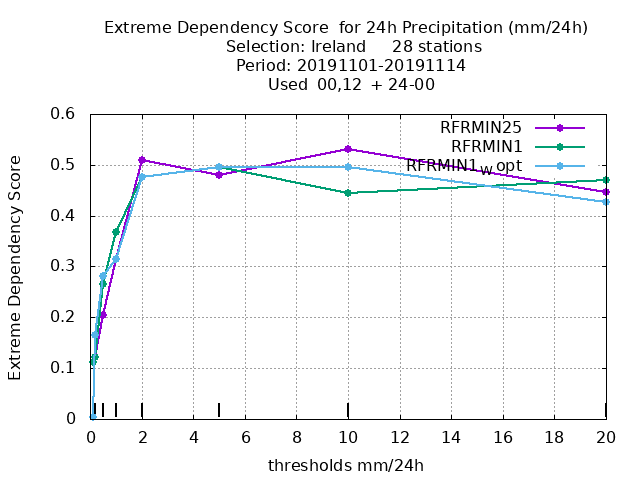 Extreme Dependency Score  for 24h Precipitation (mm/24h)
Selection: Ireland     28 stations
Period: 20191101-20191114
Used  00,12  + 24-00
RFRMIN25
RFRMIN1
RFRMIN1wopt
Extreme Dependency Score
0.6
0.5
0.4
0.3
0.2
0.1
0
0 2 4 6 8 10 12 14 16 18 20
thresholds mm/24h